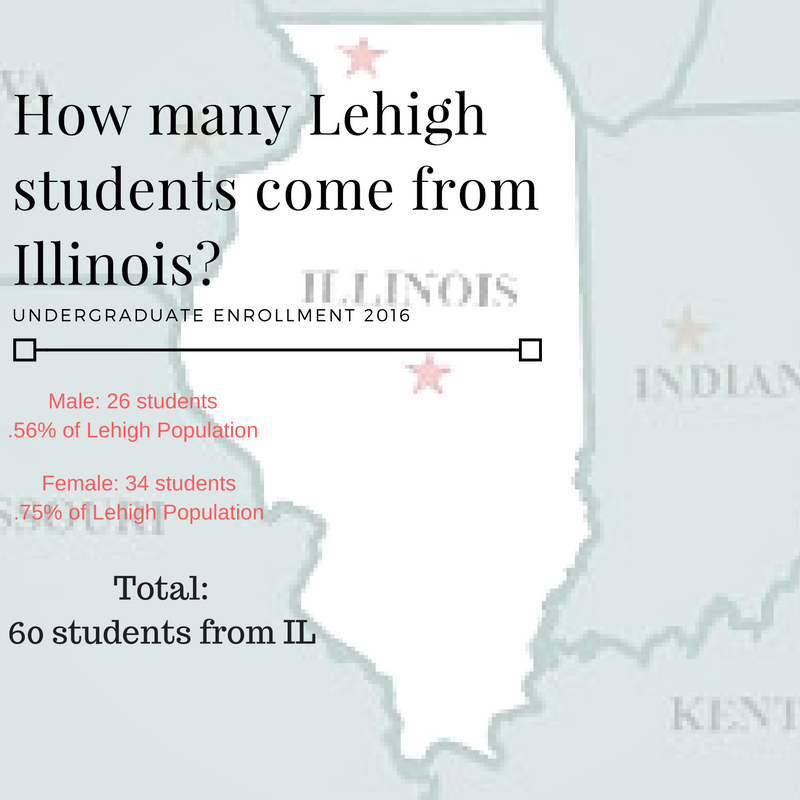 How many Lehigh
students come from
Illinois?
ILLINOIS
UNDERGRADUATE ENROLLMENT 2016
INDIAN
Male: 26 students
.56% of Lehigh Population
Female: 34 students
.75% of Lehigh Population
SSOURI
Total:
60 students from IL
KENT